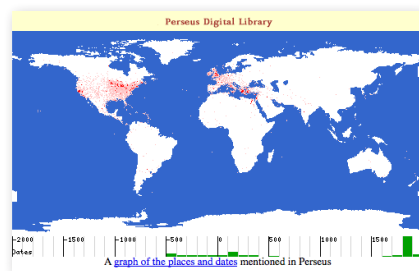 Perseus Digital Library
-2000 -1500 -1000 -500 0 500 1000 1500
Dates
A graph of the places and dates mentioned in Perseus